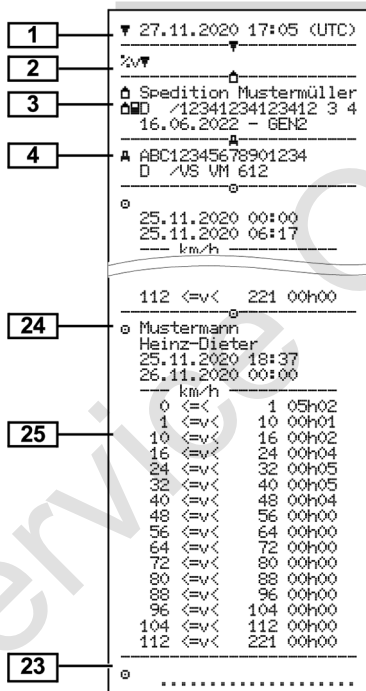 1 ▼ 27.11.2020 17:05 (UTC)
2 %v▼
Spedition Mustermüller
3 D /12341234123412 3 4
16.06.2022 - GEN2
4 A ABC12345678901234
D /VS VM 612
25.11.2020 00:00
25.11.2020 06:17
--- km/h ---
112 <=v< 221 00h00
24 Mustermann
Heinz-Dieter
25.11.2020 18:37
26.11.2020 00:00
--- km/h ---
0 <=< 1 05h02
1 <=v< 10 00h01
10 <=v< 16 00h02
25 16 <=v< 24 00h04
24 <=v< 32 00h05
32 <=v< 40 00h05
40 <=v< 48 00h04
48 <=v< 56 00h00
56 <=v< 64 00h00
64 <=v< 72 00h00
72 <=v< 80 00h00
80 <=v< 88 00h00
88 <=v< 96 00h00
96 <=v< 104 00h00
104 <=v< 112 00h00
112 <=v< 221 00h00
23 ....................